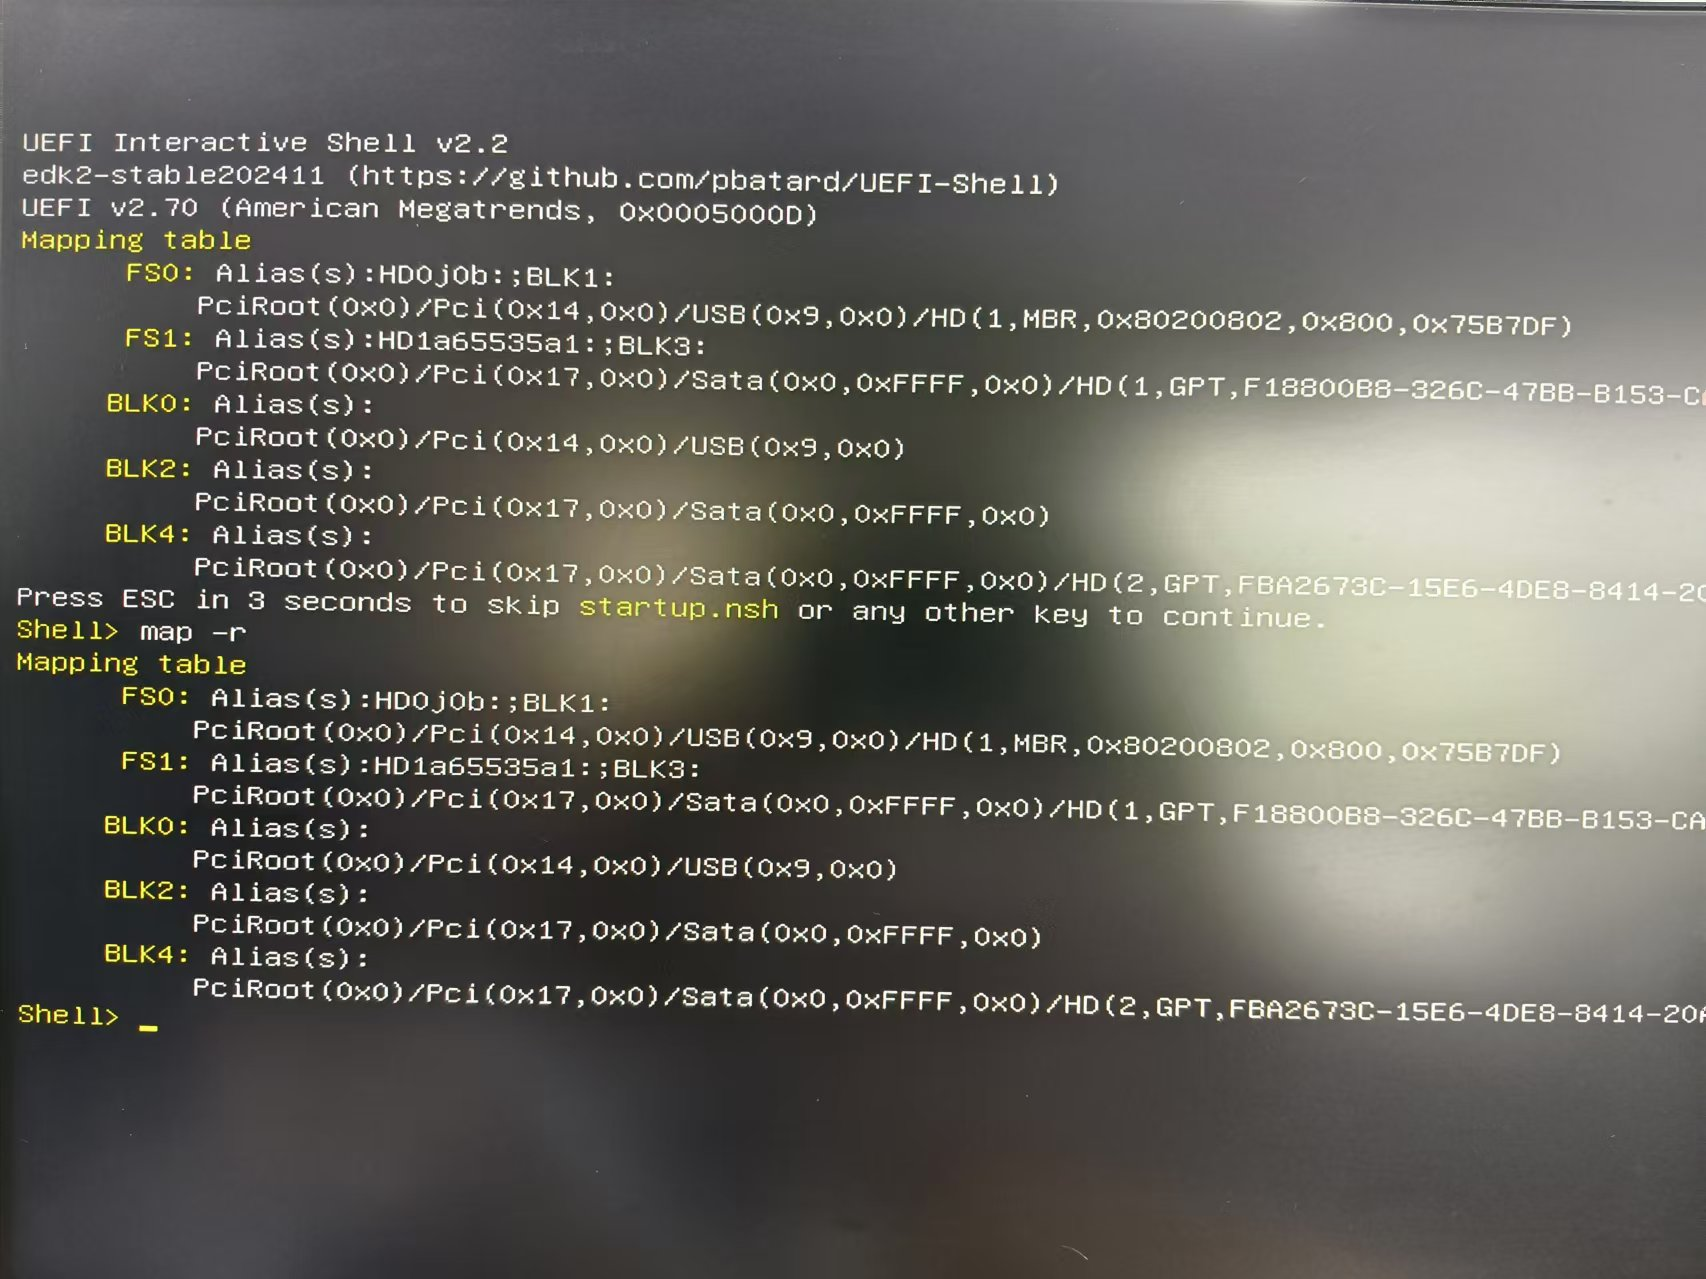 UEFI Interactive Shell v2.2
edk2-stable202411 (https://github.com/pbatard/UEFI-Shell)
UEFI v2.70 (American Megatrends, 0x0005000D)
Mapping table
FS0: Alias(s):HD0j0b:;BLK1:
PciRoot(0x0)/Pci(0x14,0x0)/USB(0x9,0x0)/HD(1,MBR,0x80200802,0x800,0x75B7DF)
FS1: Alias(s):HD1a65535a1:;BLK3:
PciRoot(0x0)/Pci(0x17,0x0)/Sata(0x0,0xFFFF,0x0)/HD(1,GPT,F18800B8-326C-47BB-B153-C
BLK0: Alias(s):
PciRoot(0x0)/Pci(0x14,0x0)/USB(0x9,0x0)
BLK2: Alias(s):
PciRoot(0x0)/Pci(0x17,0x0)/Sata(0x0,0xFFFF,0x0)
BLK4: Alias(s):
PciRoot(0x0)/Pci(0x17,0x0)/Sata(0x0,0xFFFF,0x0)/HD(2,GPT,FBA2673C-15E6-4DE8-8414-20
Press ESC in 3 seconds to skip startup.nsh or any other key to continue.
Shell> map -r
Mapping table
FS0: Alias(s):HD0j0b:;BLK1:
PciRoot(0x0)/Pci(0x14,0x0)/USB(0x9,0x0)/HD(1,MBR,0x80200802,0x800,0x75B7DF)
FS1: Alias(s):HD1a65535a1:;BLK3:
PciRoot(0x0)/Pci(0x17,0x0)/Sata(0x0,0xFFFF,0x0)/HD(1,GPT,F18800B8-326C-47BB-B153-CA
BLK0: Alias(s):
PciRoot(0x0)/Pci(0x14,0x0)/USB(0x9,0x0)
BLK2: Alias(s):
PciRoot(0x0)/Pci(0x17,0x0)/Sata(0x0,0xFFFF,0x0)
BLK4: Alias(s):
PciRoot(0x0)/Pci(0x17,0x0)/Sata(0x0,0xFFFF,0x0)/HD(2,GPT,FBA2673C-15E6-4DE8-8414-20A
Shell> _